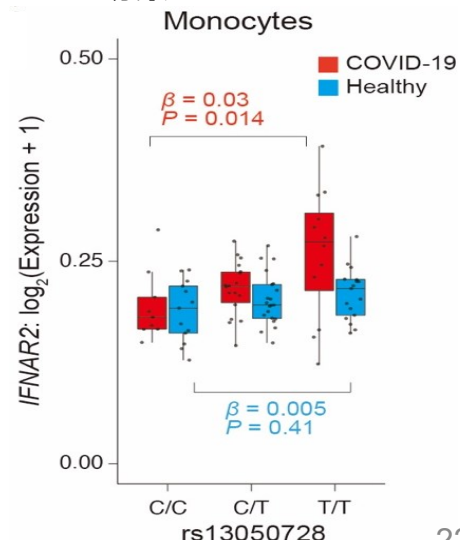 Monocytes
0.50
COVID-19
Healthy
β = 0.03
P = 0.014
IFNAR2: log₂(Expression + 1)
0.25
β = 0.005
P = 0.41
0.00
C/C
C/T
T/T
rs13050728